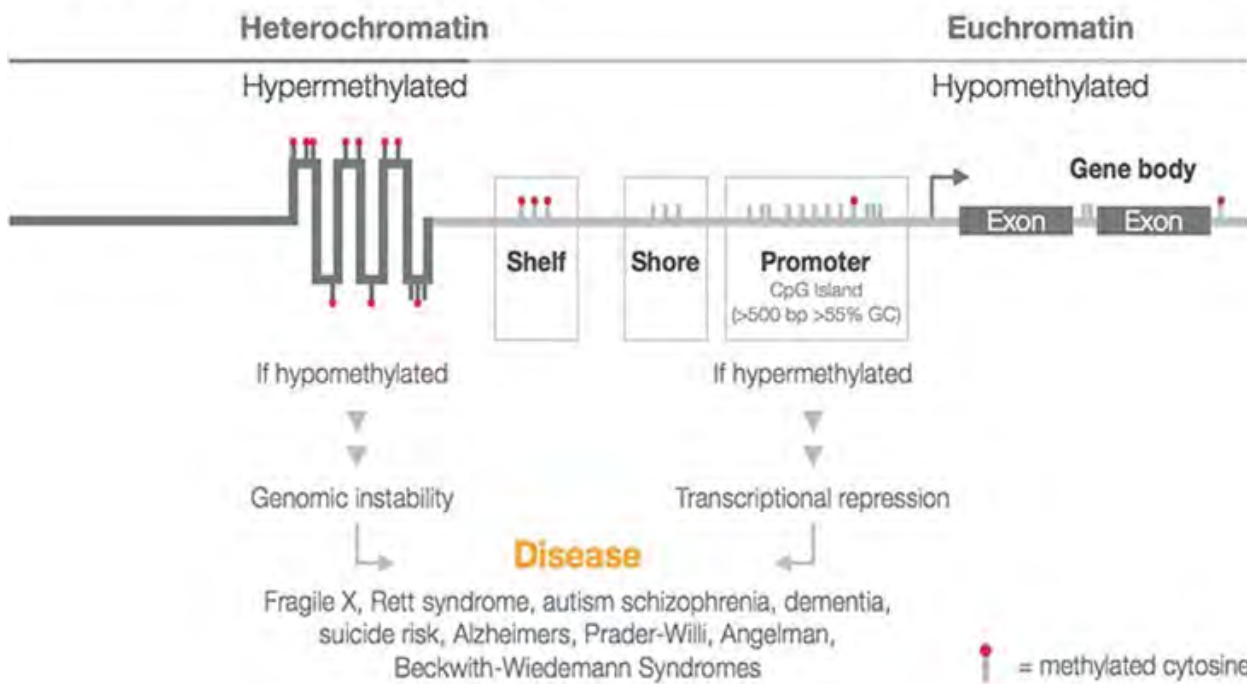 Heterochromatin
Euchromatin
Hypermethylated
Hypomethylated
Gene body
Exon
Exon
Shelf
Shore
Promoter
CpG Island
(>500 bp >55% GC)
If hypomethylated
If hypermethylated
Genomic instability
Transcriptional repression
Disease
Fragile X, Rett syndrome, autism schizophrenia, dementia,
suicide risk, Alzheimers, Prader-Willi, Angelman,
Beckwith-Wiedemann Syndromes
= methylated cytosine